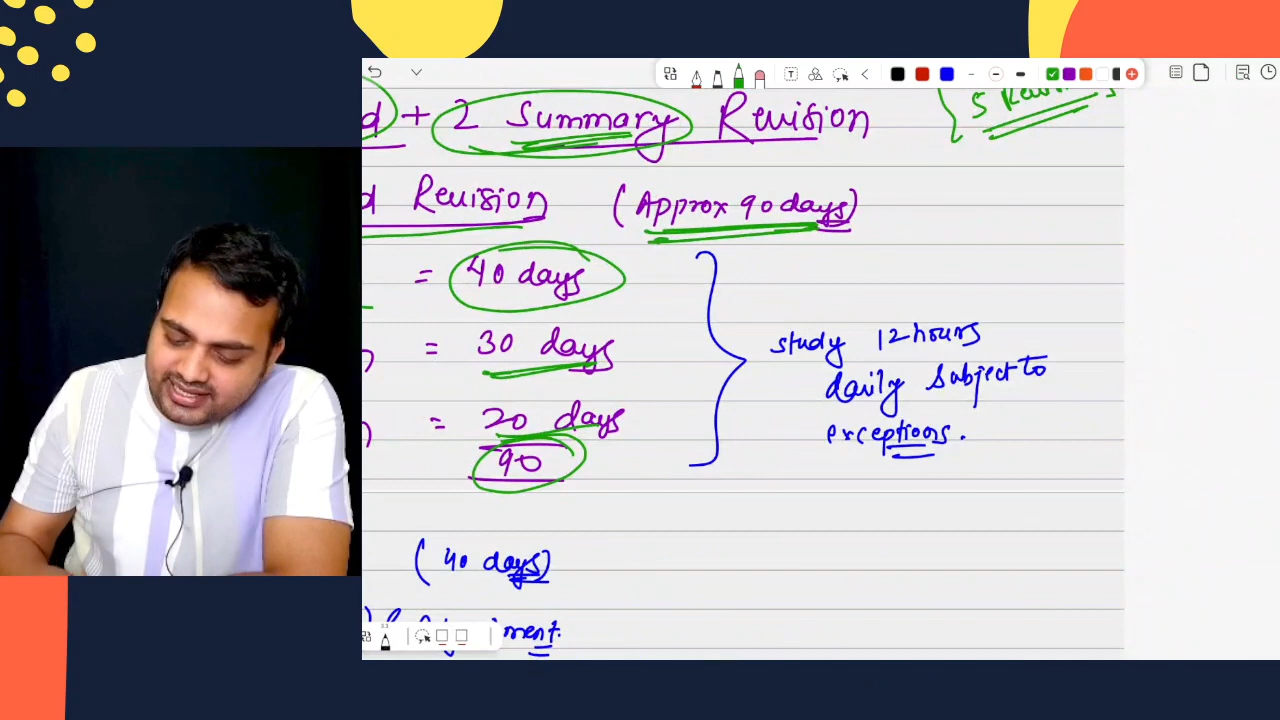 d + 2 Summary Revision
d Revision (Approx 90 days)
= 40 days
= 30 days
= 20 days
90
study 12 hours
daily subject to
exceptions.
(40 days)
ment.